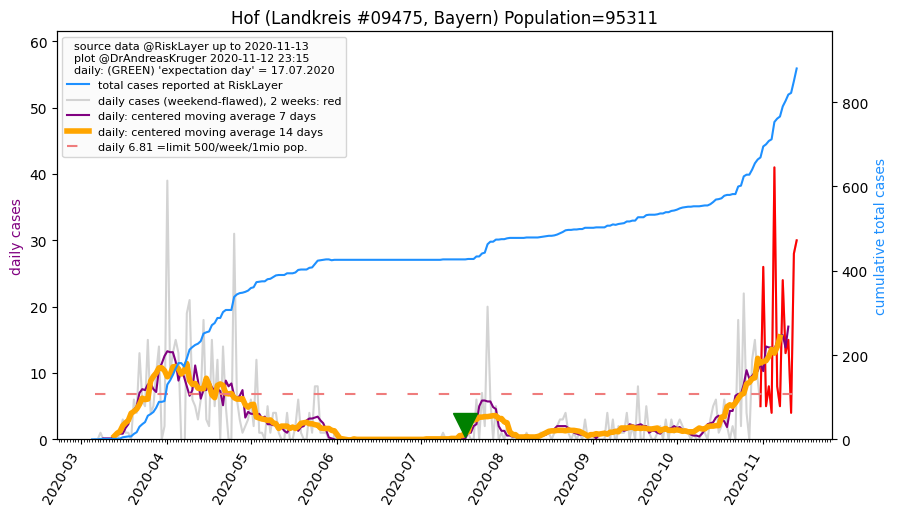 Hof (Landkreis #09475, Bayern) Population=95311
source data @RiskLayer up to 2020-11-13
plot @DrAndreasKruger 2020-11-12 23:15
daily: (GREEN) 'expectation day' = 17.07.2020
total cases reported at RiskLayer
daily cases (weekend-flawed), 2 weeks: red
daily: centered moving average 7 days
daily: centered moving average 14 days
daily 6.81 =limit 500/week/1mio pop.
daily cases
60
50
40
30
20
10
0
cumulative total cases
800
600
400
200
0
2020-03
2020-04
2020-05
2020-06
2020-07
2020-08
2020-09
2020-10
2020-11